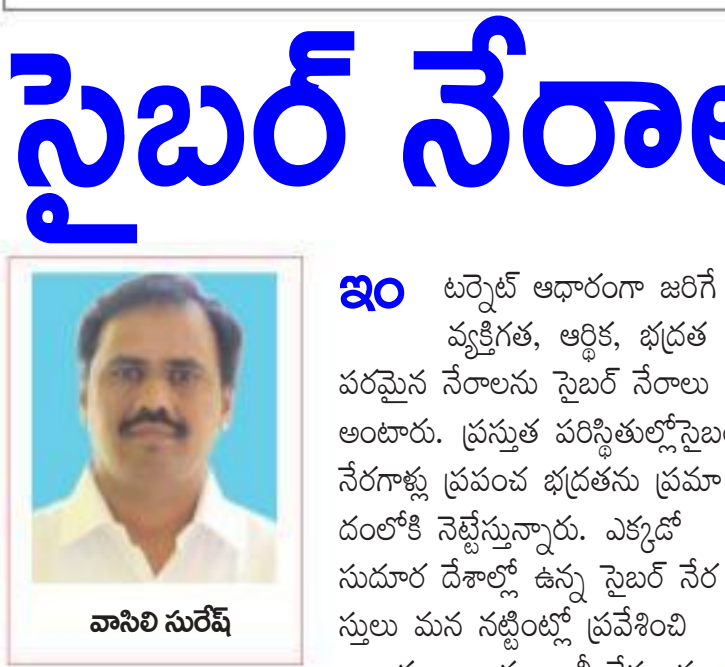 సైబర్ నేరాల
ఇంటర్నెట్ ఆధారంగా జరిగే
వ్యక్తిగత, ఆర్థిక, భద్రత
పరమైన నేరాలను సైబర్ నేరాలు
అంటారు. ప్రస్తుత పరిస్థితుల్లోసైబర్
నేరగాళ్లు ప్రపంచ భద్రతను ప్రమా
దంలోకి నెట్టేస్తున్నారు. ఎక్కడో
సుదూర దేశాల్లో ఉన్న సైబర్ నేర
స్తులు మన నట్టింట్లో ప్రవేశించి
వాసిలి సురేష్